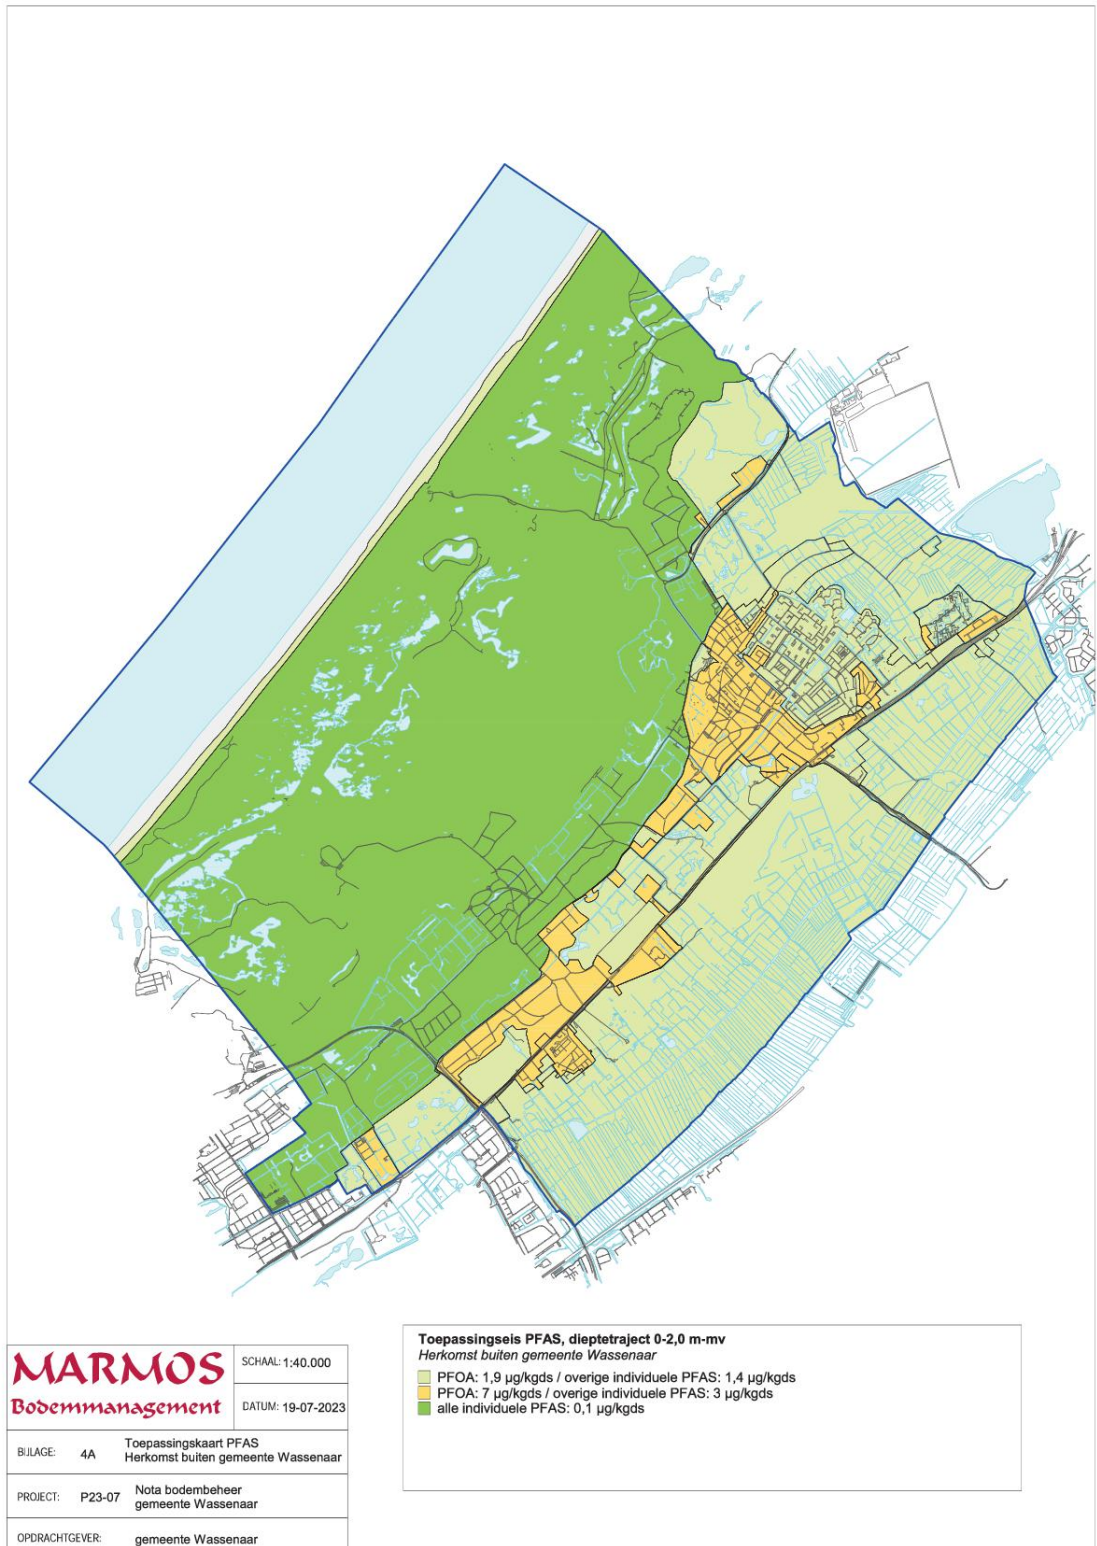 Toepassingseis PFAS, dieptetraject 0-2,0 m-mv
Herkomst buiten gemeente Wassenaar
PFOA: 1,9 µg/kgds / overige individuele PFAS: 1,4 µg/kgds
PFOA: 7 µg/kgds / overige individuele PFAS: 3 µg/kgds
alle individuele PFAS: 0,1 µg/kgds
MARMOS
Bodemmanagement
SCHAAL: 1:40.000
DATUM: 19-07-2023
BIJLAGE: 4A Toepassingskaart PFAS
Herkomst buiten gemeente Wassenaar
PROJECT: P23-07 Nota bodembeheer
gemeente Wassenaar
OPDRACHTGEVER: gemeente Wassenaar